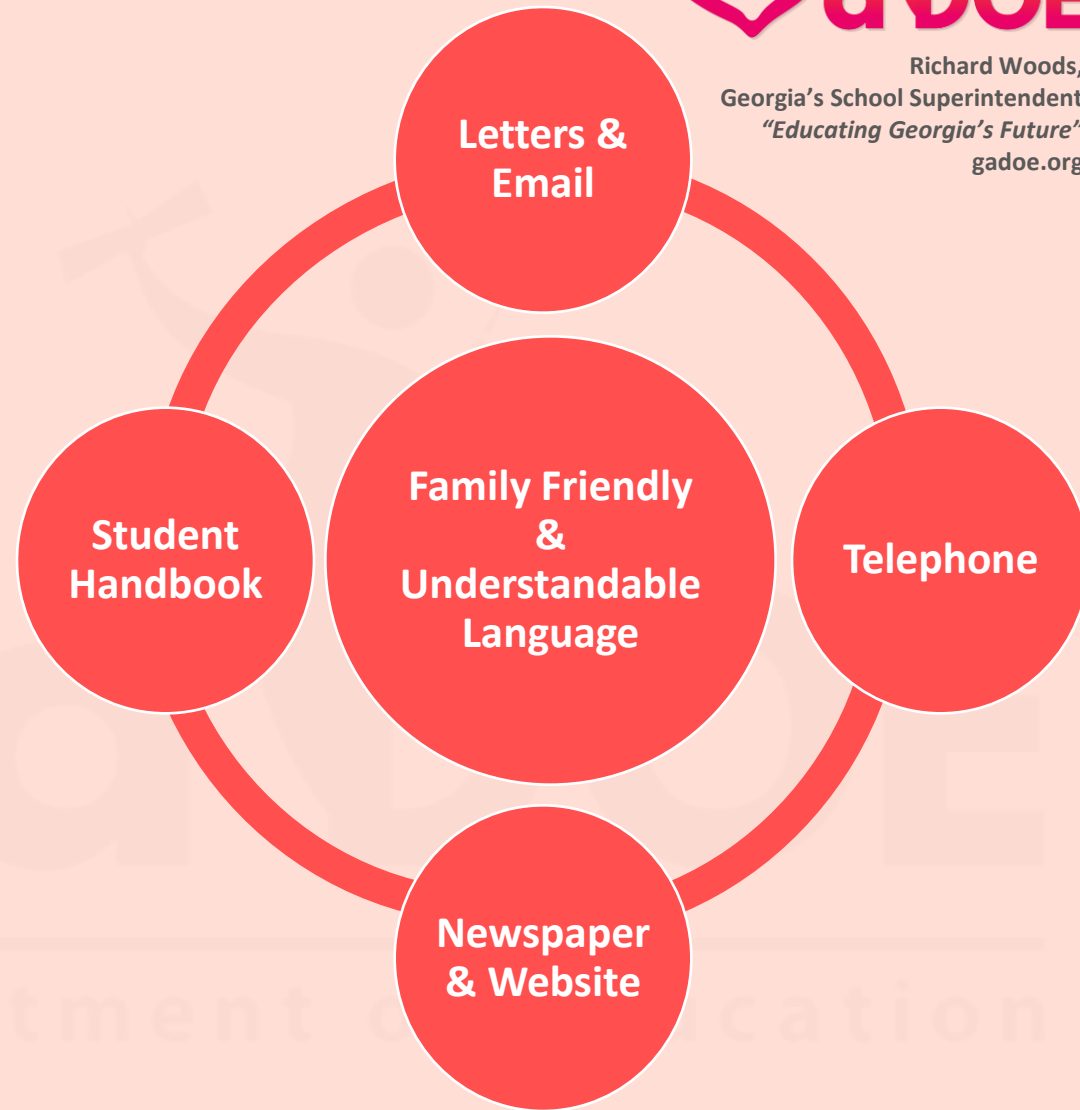 aDOE
Richard Woods,
Georgia's School Superintendent
"Educating Georgia's Future"
gadoe.org
Letters &
Email
Student
Handbook
Family Friendly
&
Understandable
Language
Telephone
Newspaper
& Website